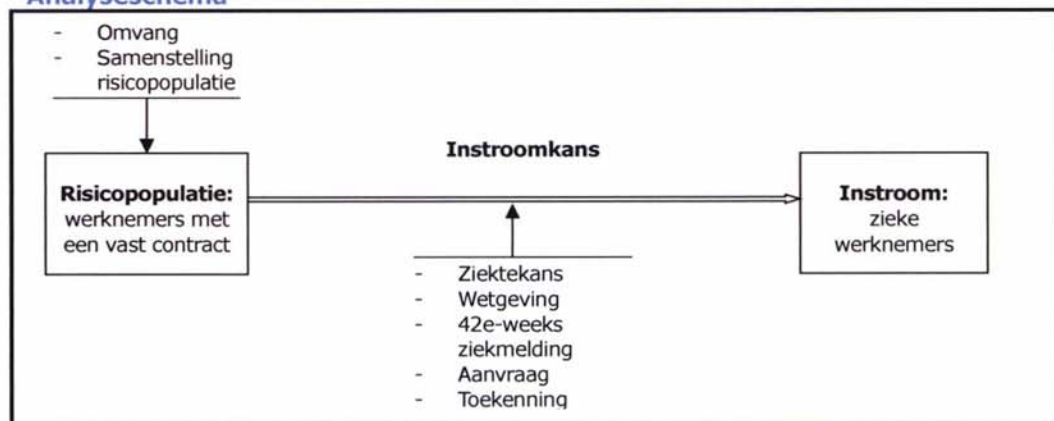 Analyseschema
- Omvang
- Samenstelling
risicopopulatie
Instroomkans
Risicopopulatie:
werknemers met
een vast contract
Instroom:
zieke
werknemers
- Ziektekans
- Wetgeving
- 42e-weeks
ziekmelding
- Aanvraag
- Toekenning